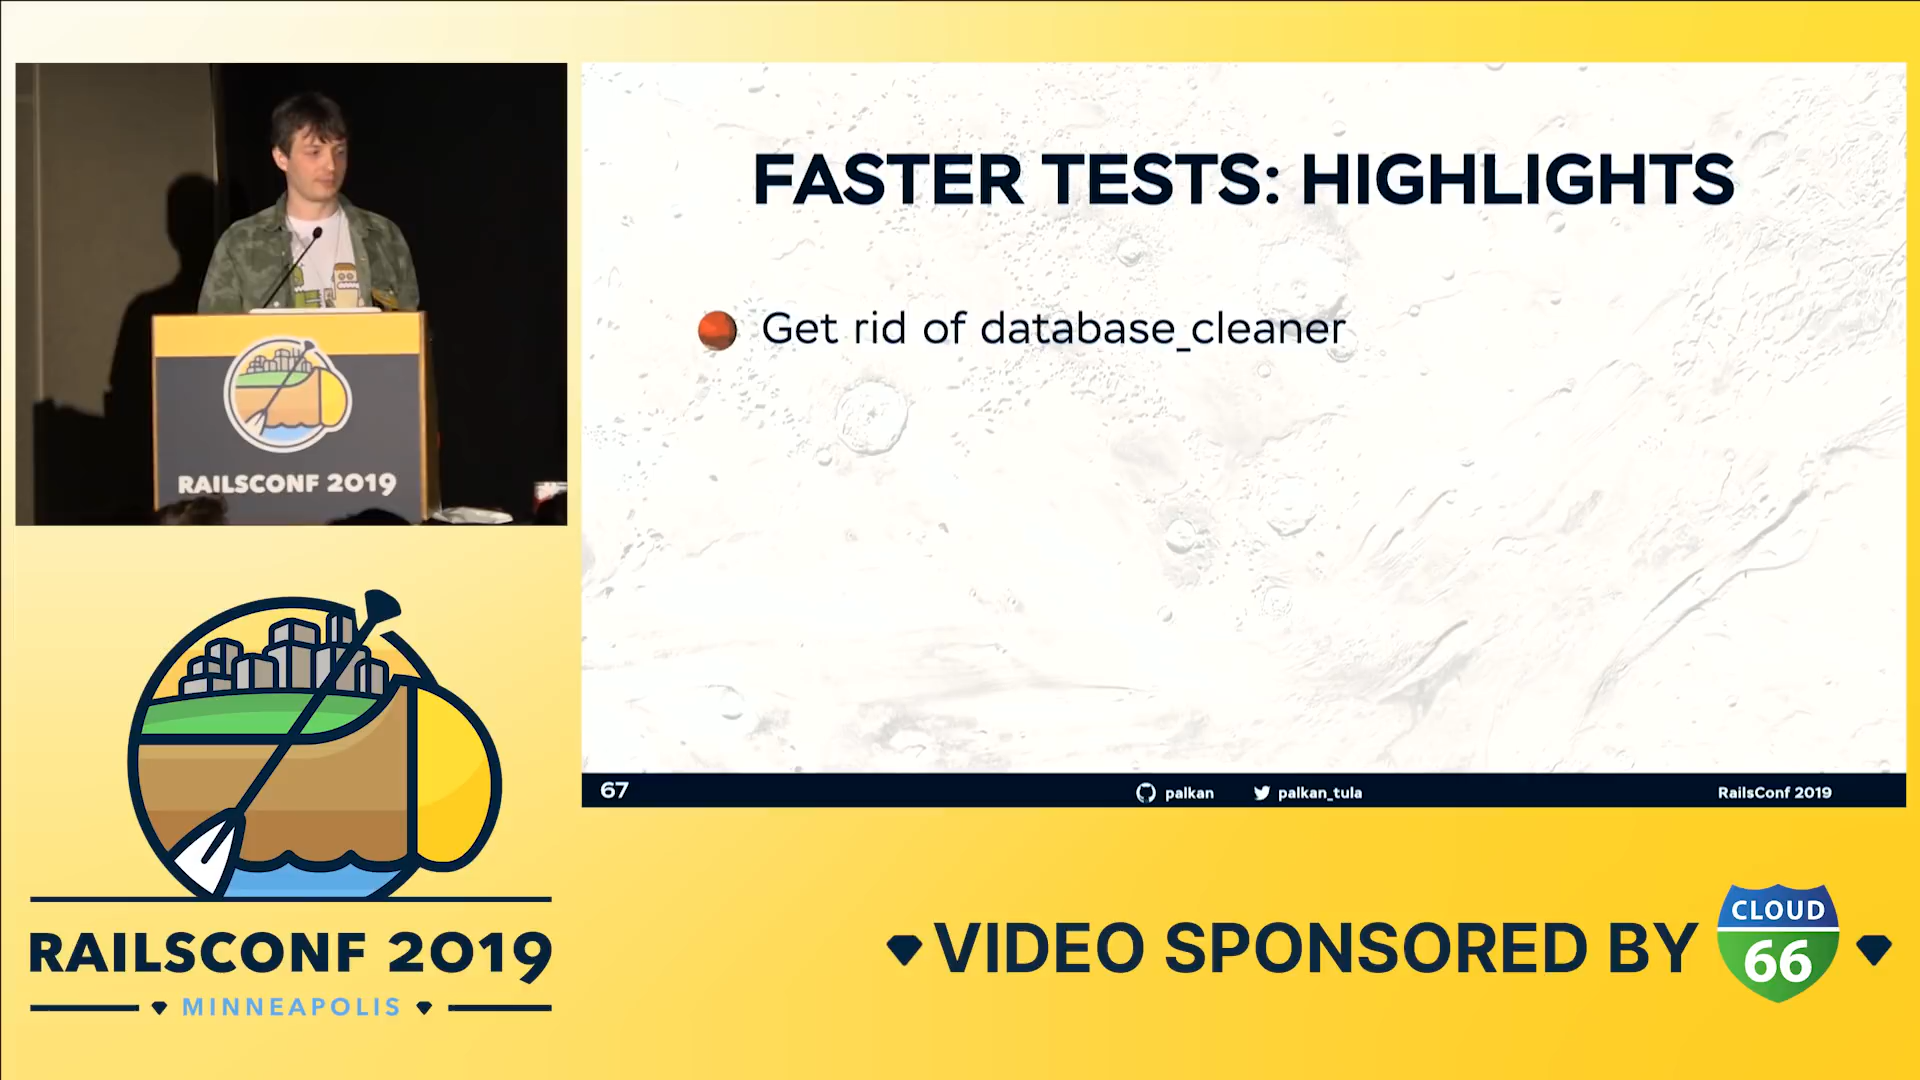 FASTER TESTS: HIGHLIGHTS
Get rid of database_cleaner
67
palkan
palkan_tula
RailsConf 2019
RAILSCONF 2019
RAILSCONF 2019
MINNEAPOLIS
VIDEO SPONSORED BY
CLOUD
66